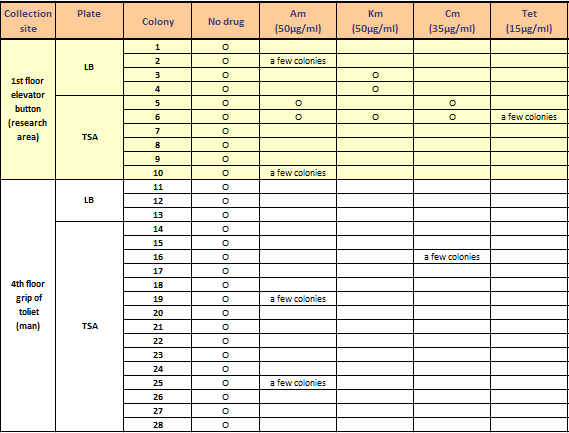 Collection site Plate Colony No drug Am (50μg/ml) Km (50μg/ml) Cm (35μg/ml) Tet (15μg/ml)
1st floor elevator button (research area)
LB
1 O
2 O a few colonies
3 O O
4 O O
TSA
5 O O O
6 O O O O a few colonies
7 O
8 O
9 O
10 O a few colonies
4th floor grip of toliet (man)
LB
11 O
12 O
13 O
TSA
14 O
15 O
16 O a few colonies
17 O
18 O
19 O a few colonies
20 O
21 O
22 O
23 O
24 O
25 O a few colonies
26 O
27 O
28 O